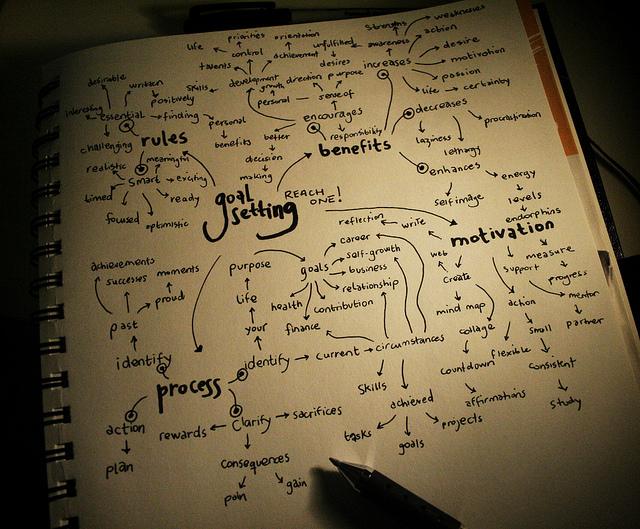 goal setting
REACH ONE!
rules
essential
desirable
written
positively
interesting
challenging
finding
personal
benefits
smart
meaningful
exciting
ready
optimistic
focused
timed
realistic
benefits
encourages
responsibility
sense of
purpose
direction
personal
growth
development
skills
talents
life
control
priorities
achievement
orientation
unfulfilled
desires
better
decision
making
increases
awareness
strengths
weaknesses
action
desire
motivation
passion
life
certainty
decreases
procrastination
laziness
lethargy
enhances
self image
energy
levels
endorphins
motivation
write
reflection
web
create
mind map
collage
support
measure
progress
mentor
partner
action
small
consistent
study
flexible
countdown
affirmations
process
identify
past
achievements
successes
proud
moments
identify
your
life
purpose
goals
career
self-growth
business
relationship
contribution
finance
health
current
circumstances
skills
achieved
tasks
goals
projects
clarify
sacrifices
rewards
consequences
pain
gain
action
plan